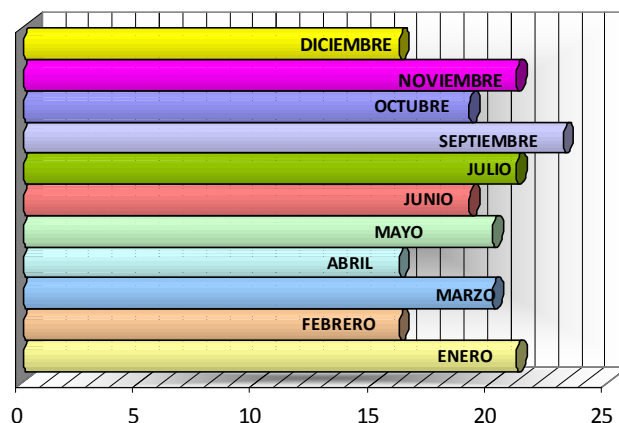 DICIEMBRE
NOVIEMBRE
OCTUBRE
SEPTIEMBRE
JULIO
JUNIO
MAYO
ABRIL
MARZO
FEBRERO
ENERO
0 5 10 15 20 25